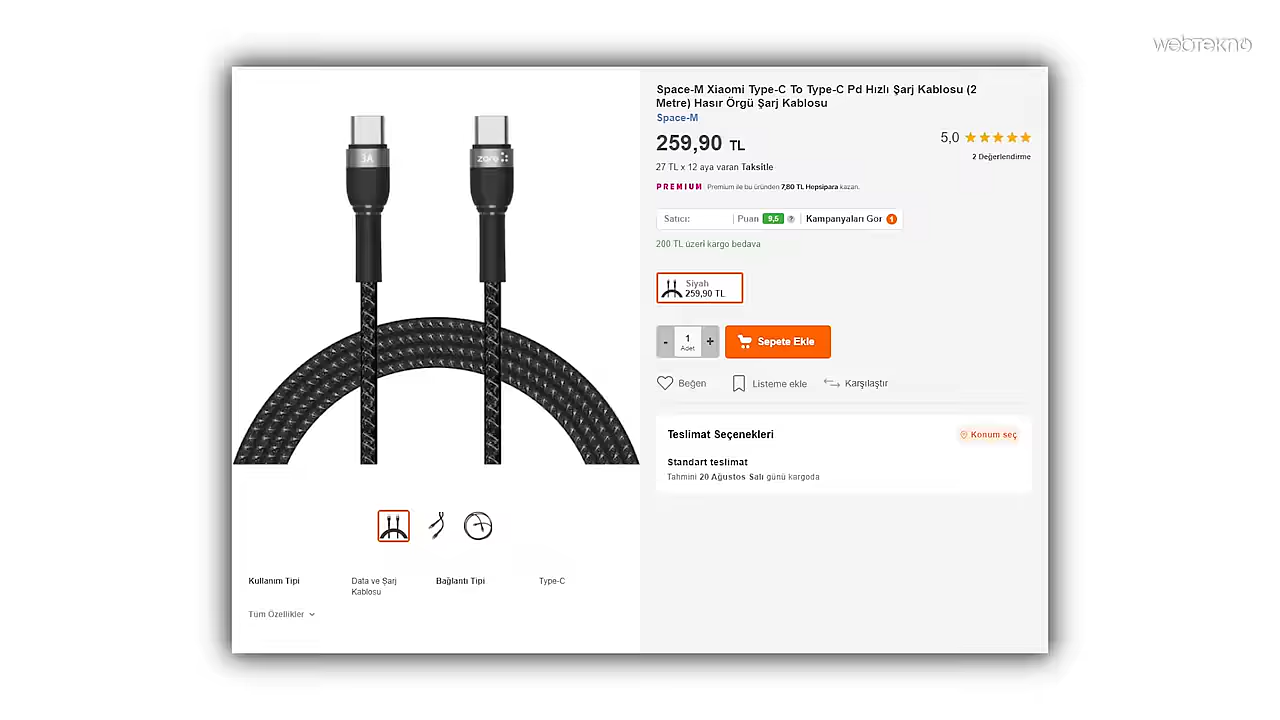 webtekno
3A
zore
Space-M Xiaomi Type-C To Type-C Pd Hızlı Şarj Kablosu (2
Metre) Hasır Örgü Şarj Kablosu
Space-M
259,90 TL
5,0
2 Değerlendirme
27 TL x 12 aya varan Taksitle
PREMIUM Premium ile bu üründen 7,80 TL Hopsipara kazan.
Satıcı: Puan 9,5 ? Kampanyaları Gor 1
200 TL üzeri kargo bedava
Siyah
259,90 TL
- 1 +
Adet
Sepete Ekle
Beğen Listeme ekle Karşılaştır
Teslimat Seçenekleri Konum seç
Standart teslimat
Tahmini 20 Ağustos Salı günü kargoda
Kullanım Tipi Data ve Şarj Kablosu Bağlantı Tipi Type-C
Tüm Özellikler